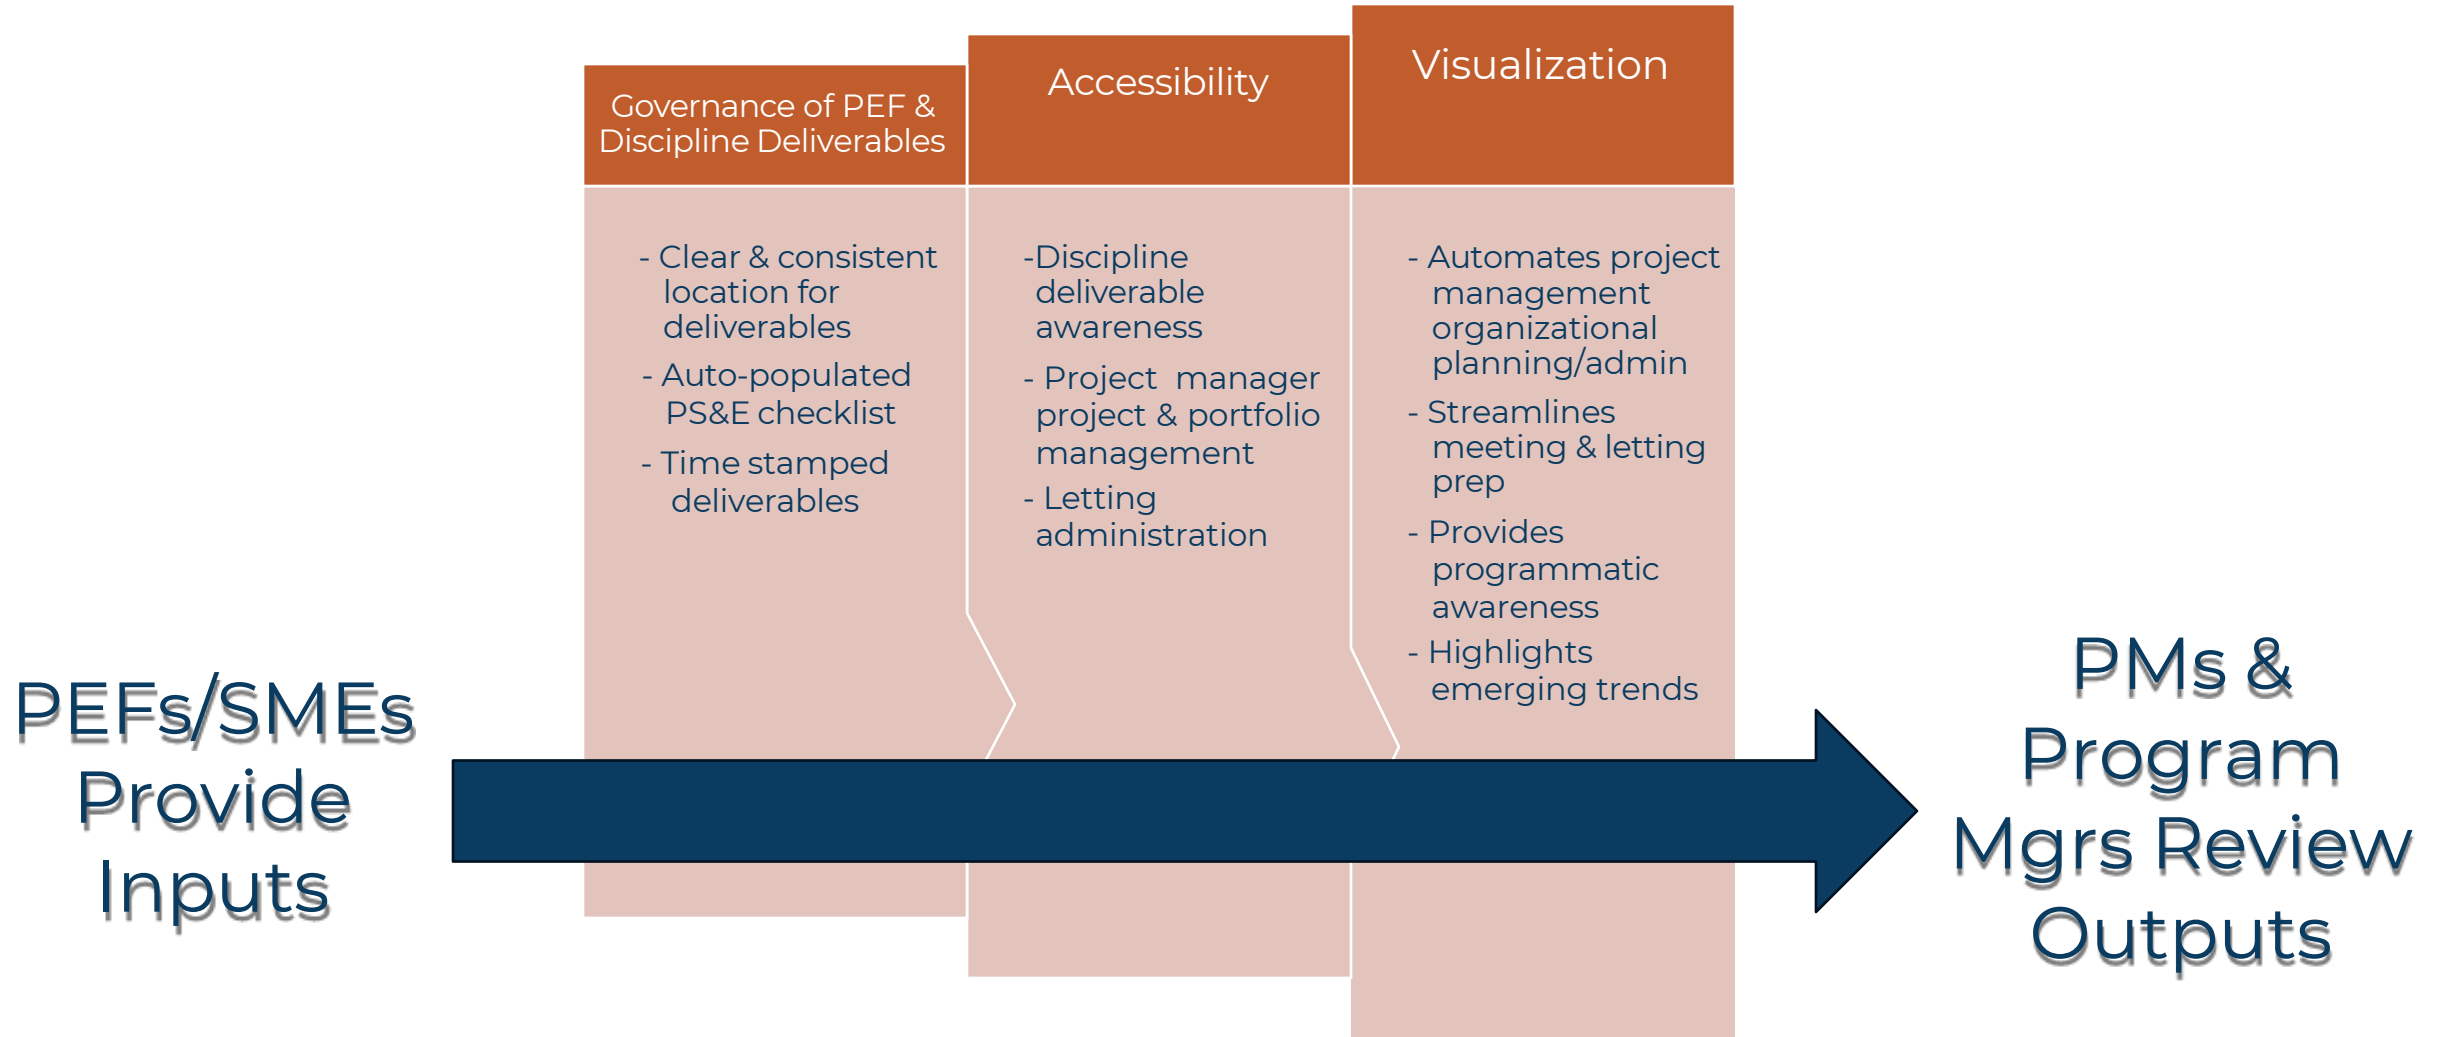 PEFs/SMEs
Provide
Inputs
Governance of PEF &
Discipline Deliverables
- Clear & consistent
location for
deliverables
- Auto-populated
PS&E checklist
- Time stamped
deliverables
Accessibility
-Discipline
deliverable
awareness
- Project manager
project & portfolio
management
- Letting
administration
Visualization
- Automates project
management
organizational
planning/admin
- Streamlines
meeting & letting
prep
- Provides
programmatic
awareness
- Highlights
emerging trends
PMs &
Program
Mgrs Review
Outputs